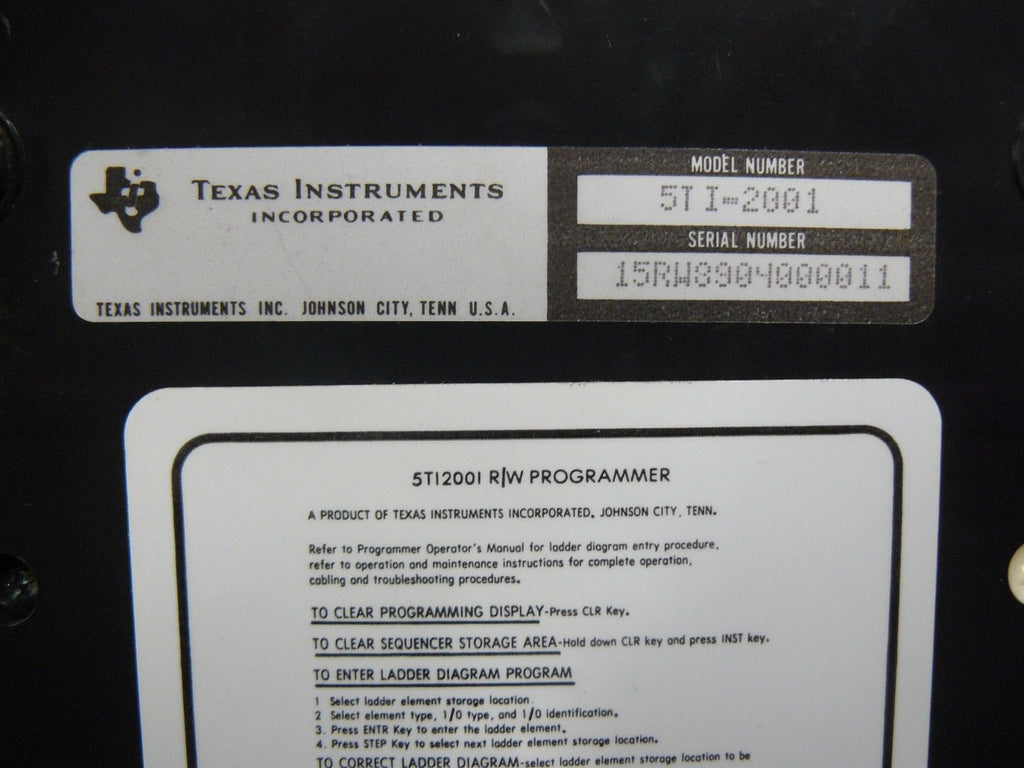 TEXAS INSTRUMENTS
INCORPORATED
TEXAS INSTRUMENTS INC. JOHNSON CITY, TENN U.S.A.
MODEL NUMBER
5TI-2001
SERIAL NUMBER
15RW8904000011
5TI2001 R/W PROGRAMMER
A PRODUCT OF TEXAS INSTRUMENTS INCORPORATED, JOHNSON CITY, TENN.
Refer to Programmer Operator's Manual for ladder diagram entry procedure,
refer to operation and maintenance instructions for complete operation,
cabling and troubleshooting procedures.
TO CLEAR PROGRAMMING DISPLAY-Press CLR Key.
TO CLEAR SEQUENCER STORAGE AREA-Hold down CLR key and press INST key.
TO ENTER LADDER DIAGRAM PROGRAM
1 Select ladder element storage location.
2 Select element type, I/O type, and I/O identification.
3. Press ENTR Key to enter the ladder element.
4. Press STEP Key to select next ladder element storage location.
TO CORRECT LADDER DIAGRAM-select ladder element storage location to be